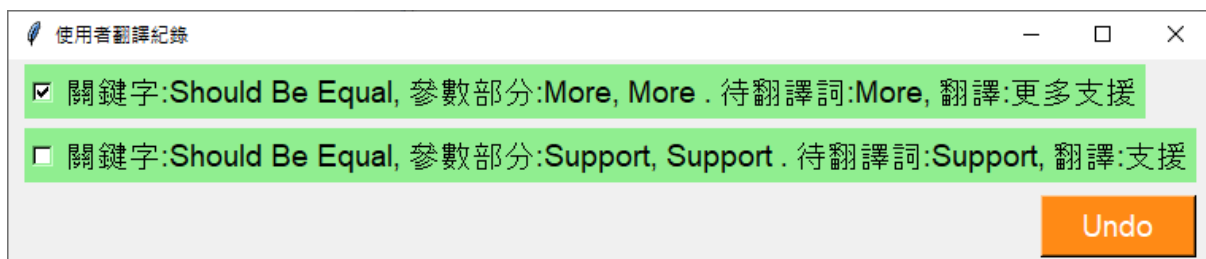 使用者翻譯紀錄
關鍵字:Should Be Equal, 參數部分:More, More . 待翻譯詞:More, 翻譯:更多支援
關鍵字:Should Be Equal, 參數部分:Support, Support . 待翻譯詞:Support, 翻譯:支援
Undo